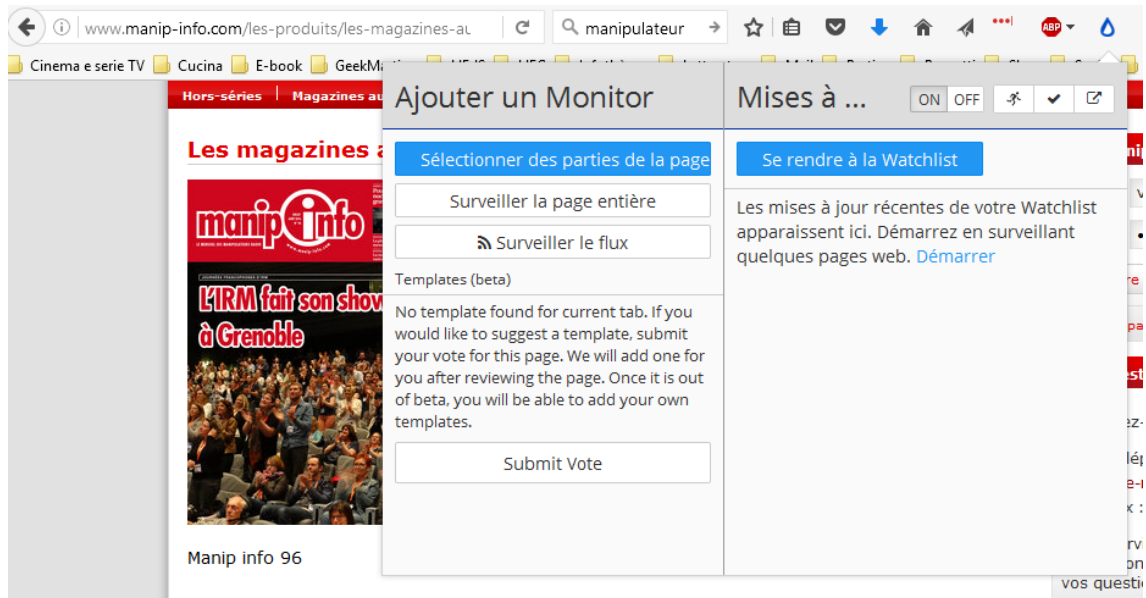 www.manip-info.com/les-produits/les-magazines-au
manipulateur
ABP
Cinema e serie TV
Cucina
E-book
Hors-séries
Magazines au
Ajouter un Monitor
Mises à ...
ON
OFF
Les magazines a
Sélectionner des parties de la page
Se rendre à la Watchlist
Surveiller la page entière
Surveiller le flux
Les mises à jour récentes de votre Watchlist
apparaissent ici. Démarrez en surveillant
quelques pages web. Démarrer
Templates (beta)
No template found for current tab. If you
would like to suggest a template, submit
your vote for this page. We will add one for
you after reviewing the page. Once it is out
of beta, you will be able to add your own
templates.
Submit Vote
manip info
L'IRM fait son show
à Grenoble
Manip info 96
vos questi